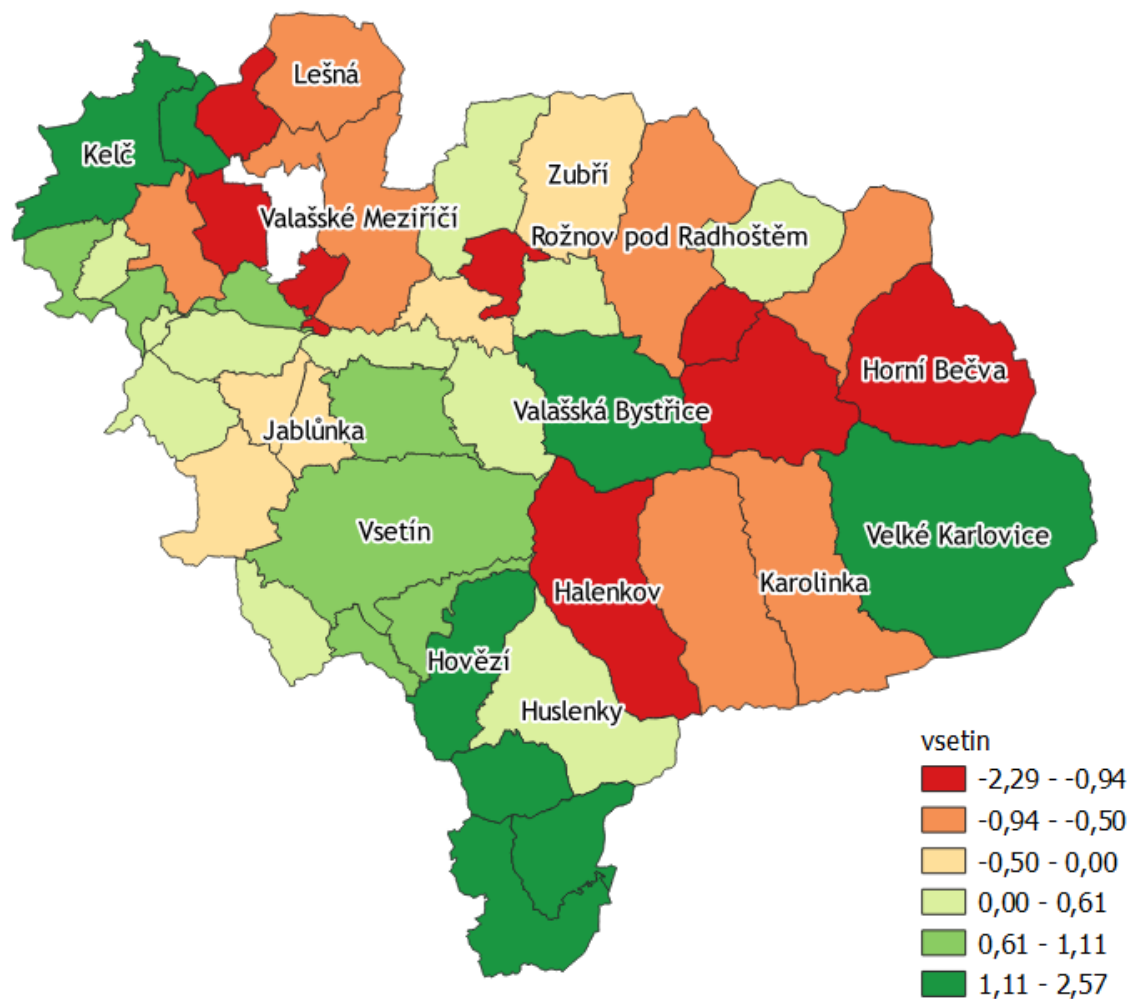 Lešná
Kelč
Zubří
Valašské Meziříčí
Rožnov pod Radhoštěm
Horní Bečva
Valašská Bystřice
Jablůnka
Vsetín
Velké Karlovice
Karolinka
Halenkov
Hovězí
Huslenky
vsetin
-2,29 - -0,94
-0,94 - -0,50
-0,50 - 0,00
0,00 - 0,61
0,61 - 1,11
1,11 - 2,57